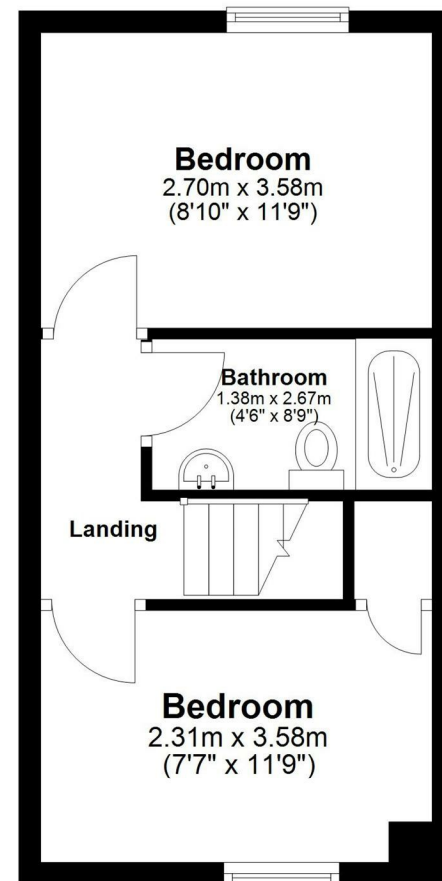 Bedroom
2.70m x 3.58m
(8'10" x 11'9")
Bathroom
1.38m x 2.67m
(4'6" x 8'9")
Landing
Bedroom
2.31m x 3.58m
(7'7" x 11'9")